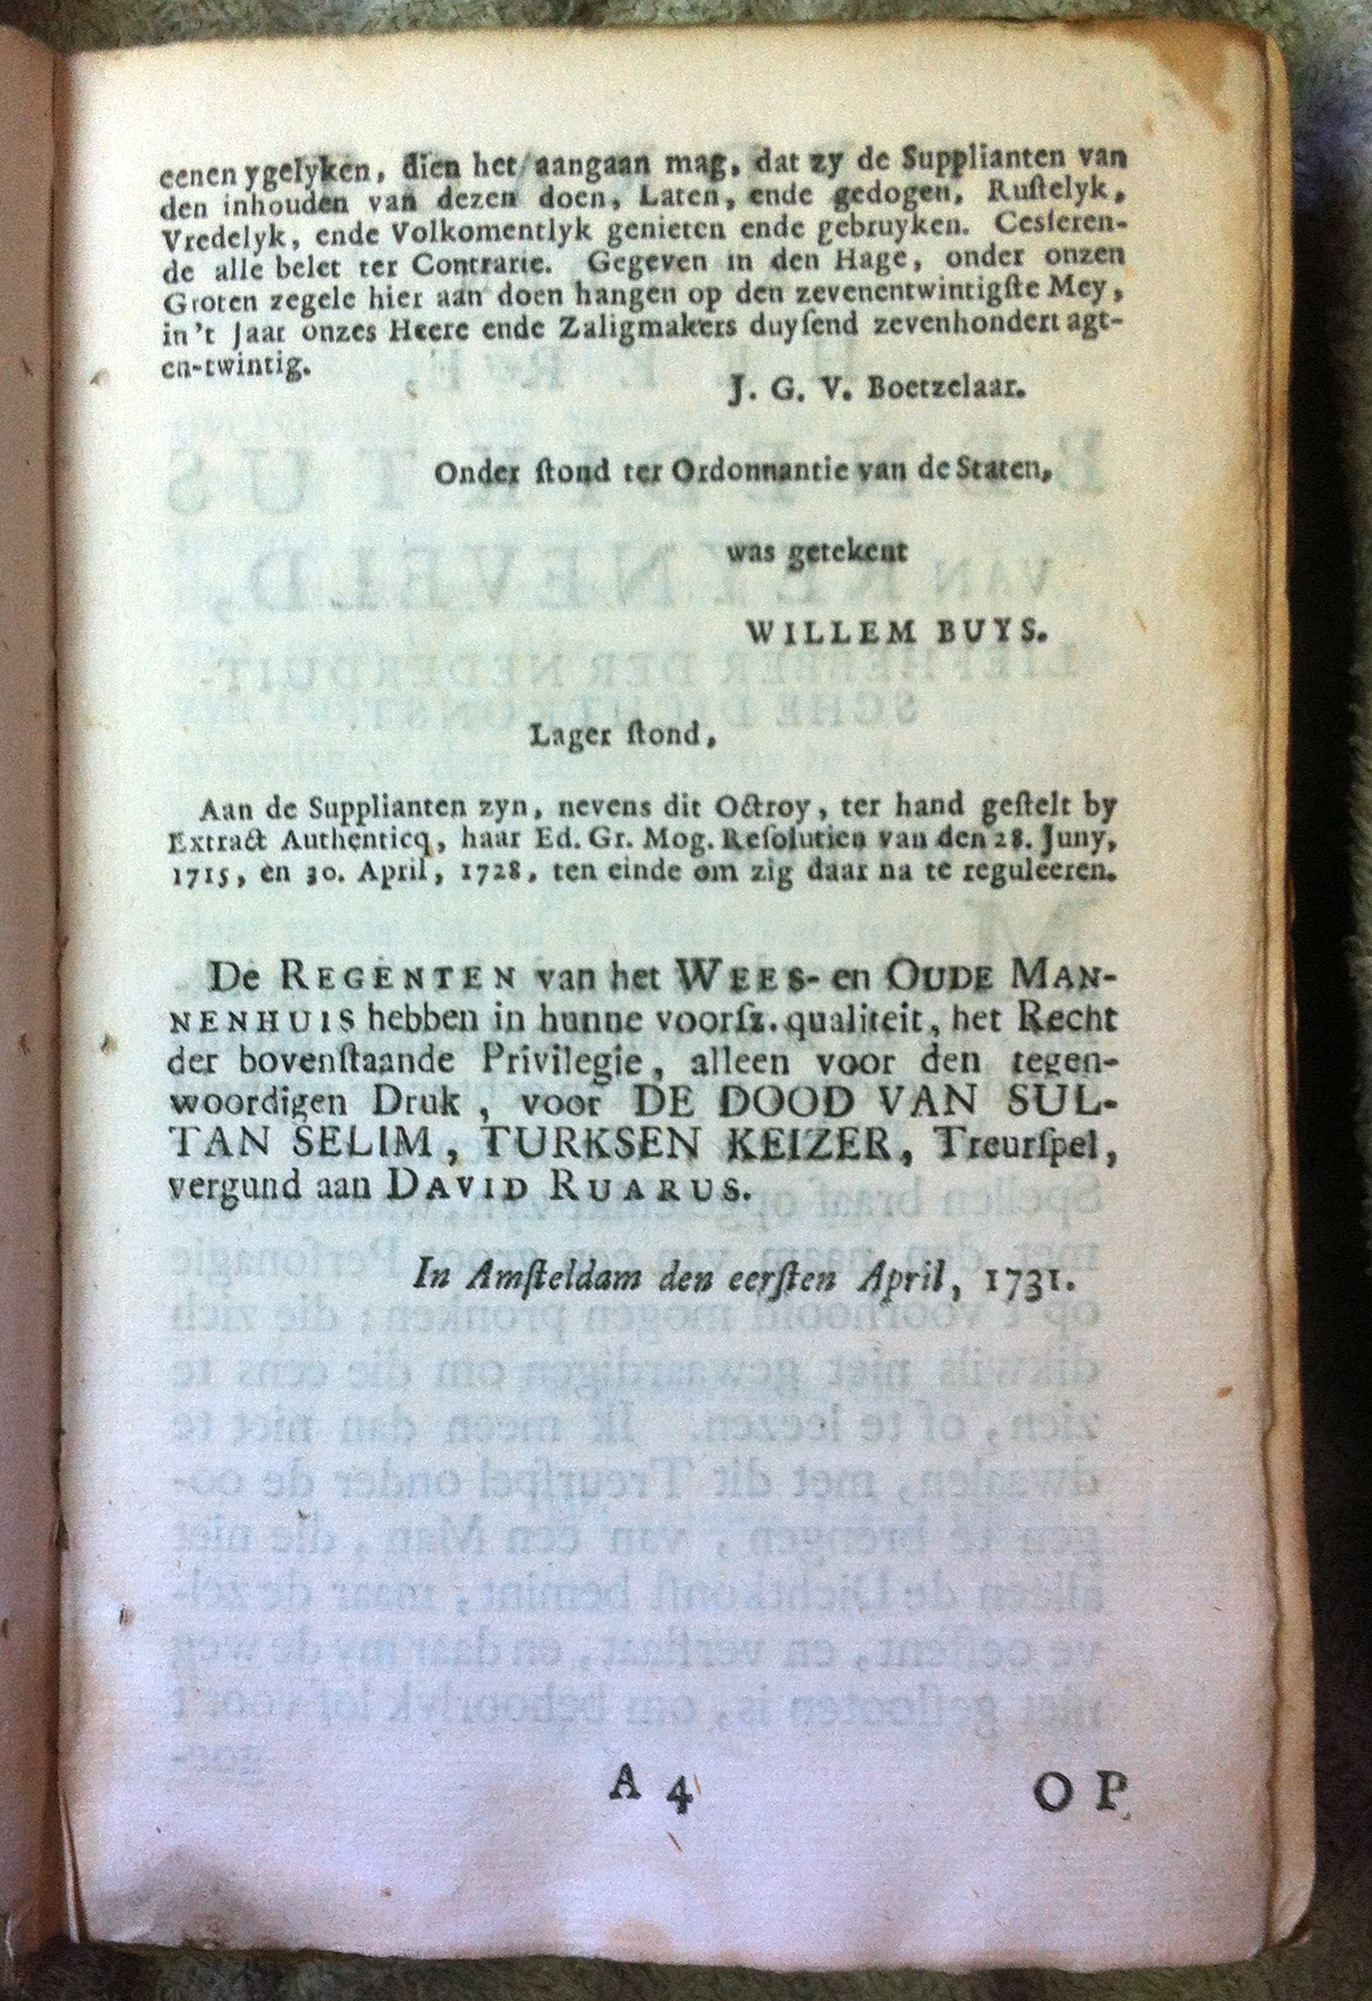 eenen ygelyken, dien het aangaan mag, dat zy de Supplianten van
den inhouden van dezen doen, Laten, ende gedogen, Ruſtelyk,
Vredelyk, ende Volkomentlyk genieten ende gebruyken. Cesſeren-
de alle belet ter Contrarie. Gegeven in den Hage, onder onzen
Groten zegele hier aan doen hangen op den zevenentwintigſte Mey,
in 't Jaar onzes Heere ende Zaligmakers duyſend zevenhondert agt-
en-twintig.
J. G. V. Boetzelaar.
Onder ſtond ter Ordonnantie van de Staten,
was getekent
WILLEM BUYS.
Lager ſtond,
Aan de Supplianten zyn, nevens dit Octroy, ter hand geſtelt by
Extract Authenticq, haar Ed. Gr. Mog. Reſolutien van den 28. Juny,
1715, en 30. April, 1728, ten einde om zig daar na te reguleeren.
De REGENTEN van het WEES- en OUDE MAN-
NENHUIS hebben in hunne voorſz. qualiteit, het Recht
der bovenſtaande Privilegie, alleen voor den tegen-
woordigen Druk, voor DE DOOD VAN SUL-
TAN SELIM, TURKSEN KEIZER, Treurſpel,
vergund aan DAVID RUARUS.
In Amſteldam den eerſten April, 1731.
A 4 OP